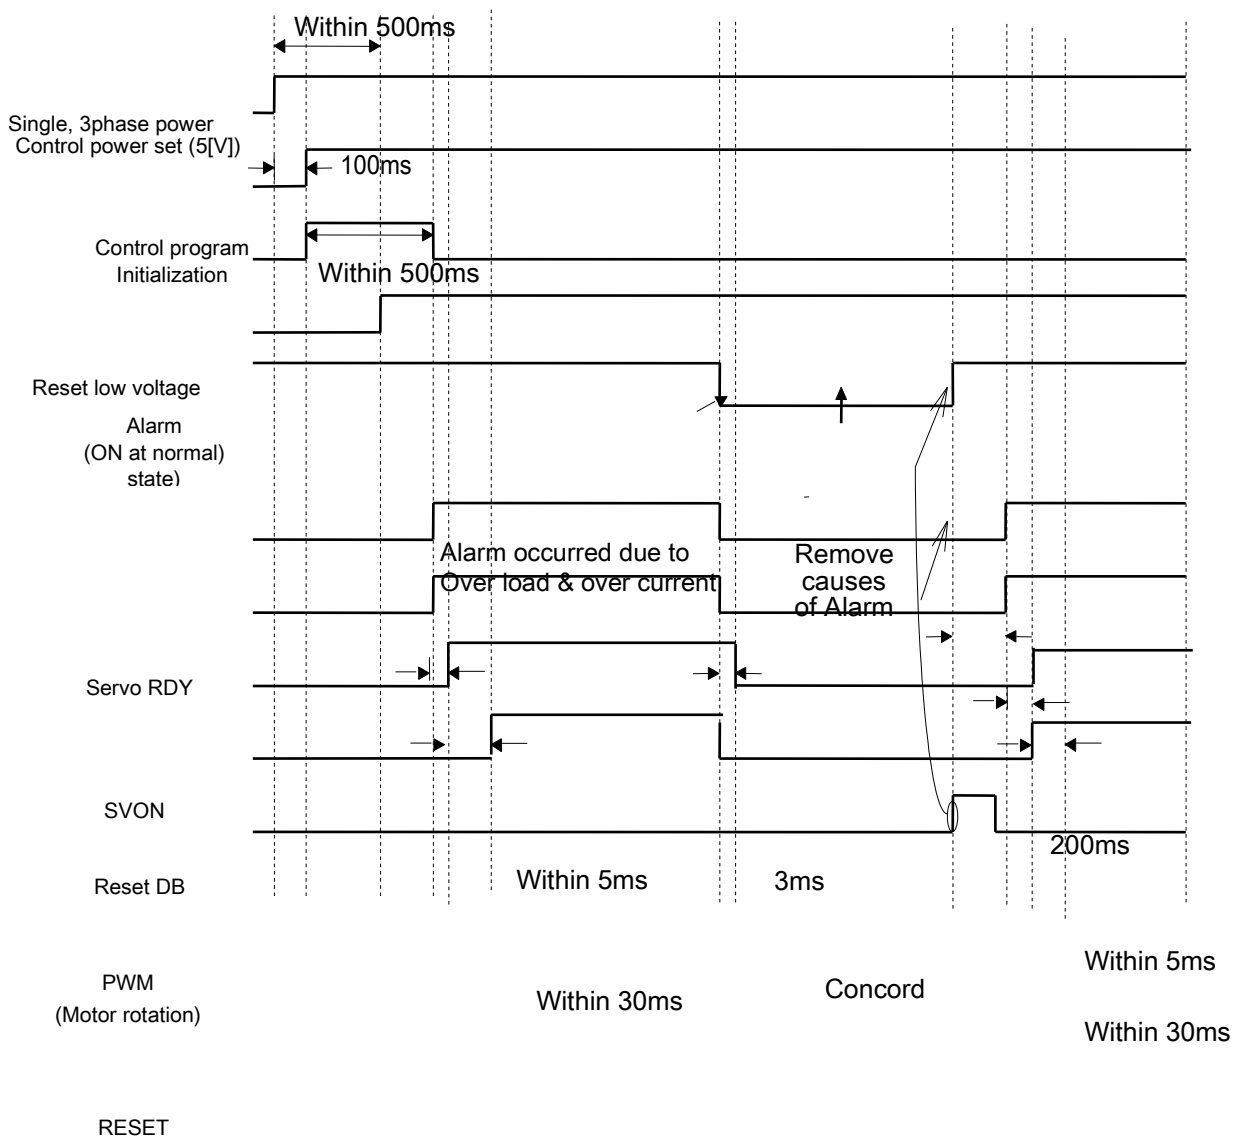 Within 500ms
Single, 3phase power
Control power set (5[V])
100ms
Control program
Initialization
Within 500ms
Reset low voltage
Alarm
(ON at normal)
state)
Alarm occurred due to
Over load & over current
Remove
causes
of Alarm
Servo RDY
SVON
200ms
Reset DB
Within 5ms
3ms
Within 5ms
PWM
(Motor rotation)
Within 30ms
Concord
Within 30ms
RESET